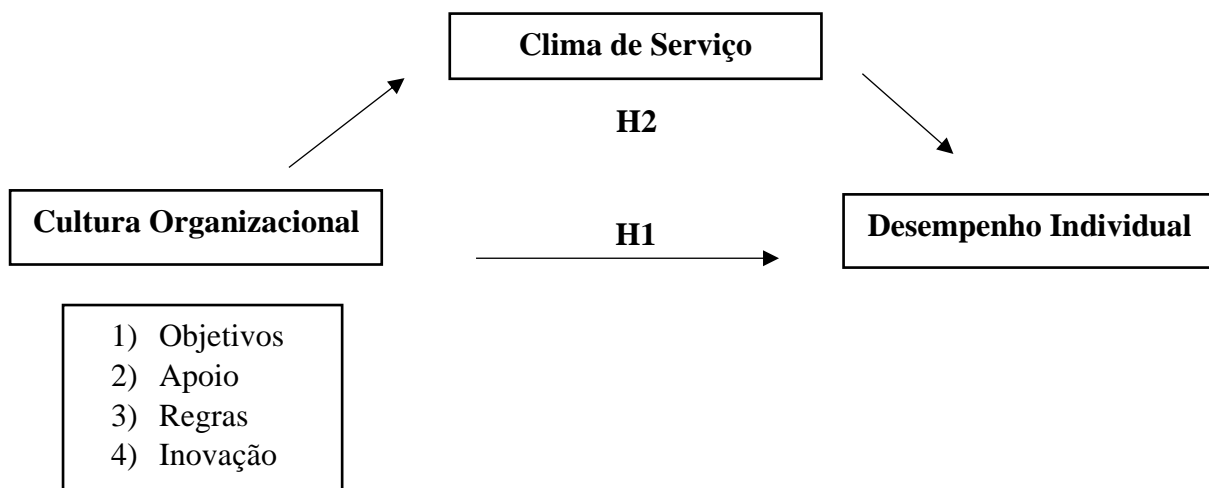 Clima de Serviço
H2
Cultura Organizacional
H1
Desempenho Individual
1) Objetivos
2) Apoio
3) Regras
4) Inovação